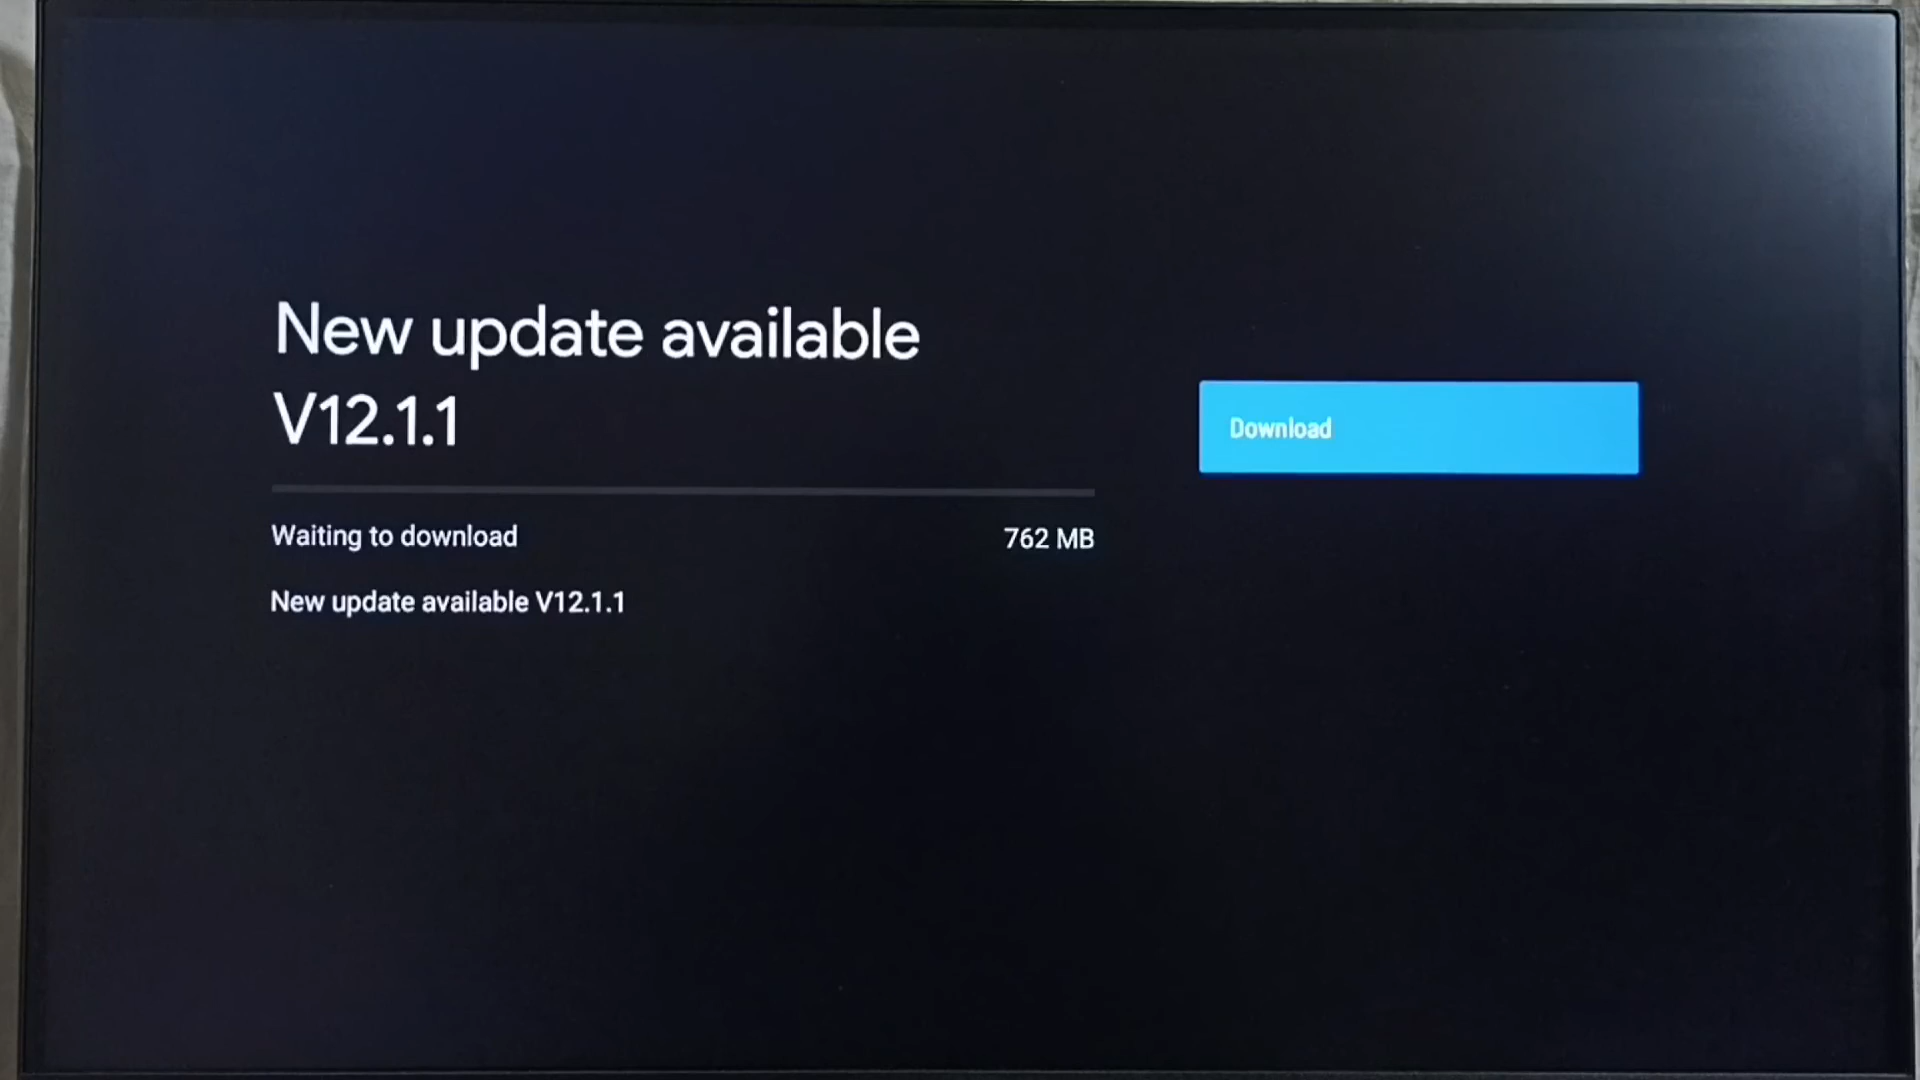 New update available
V12.1.1
Download
Waiting to download
762 MB
New update available V12.1.1